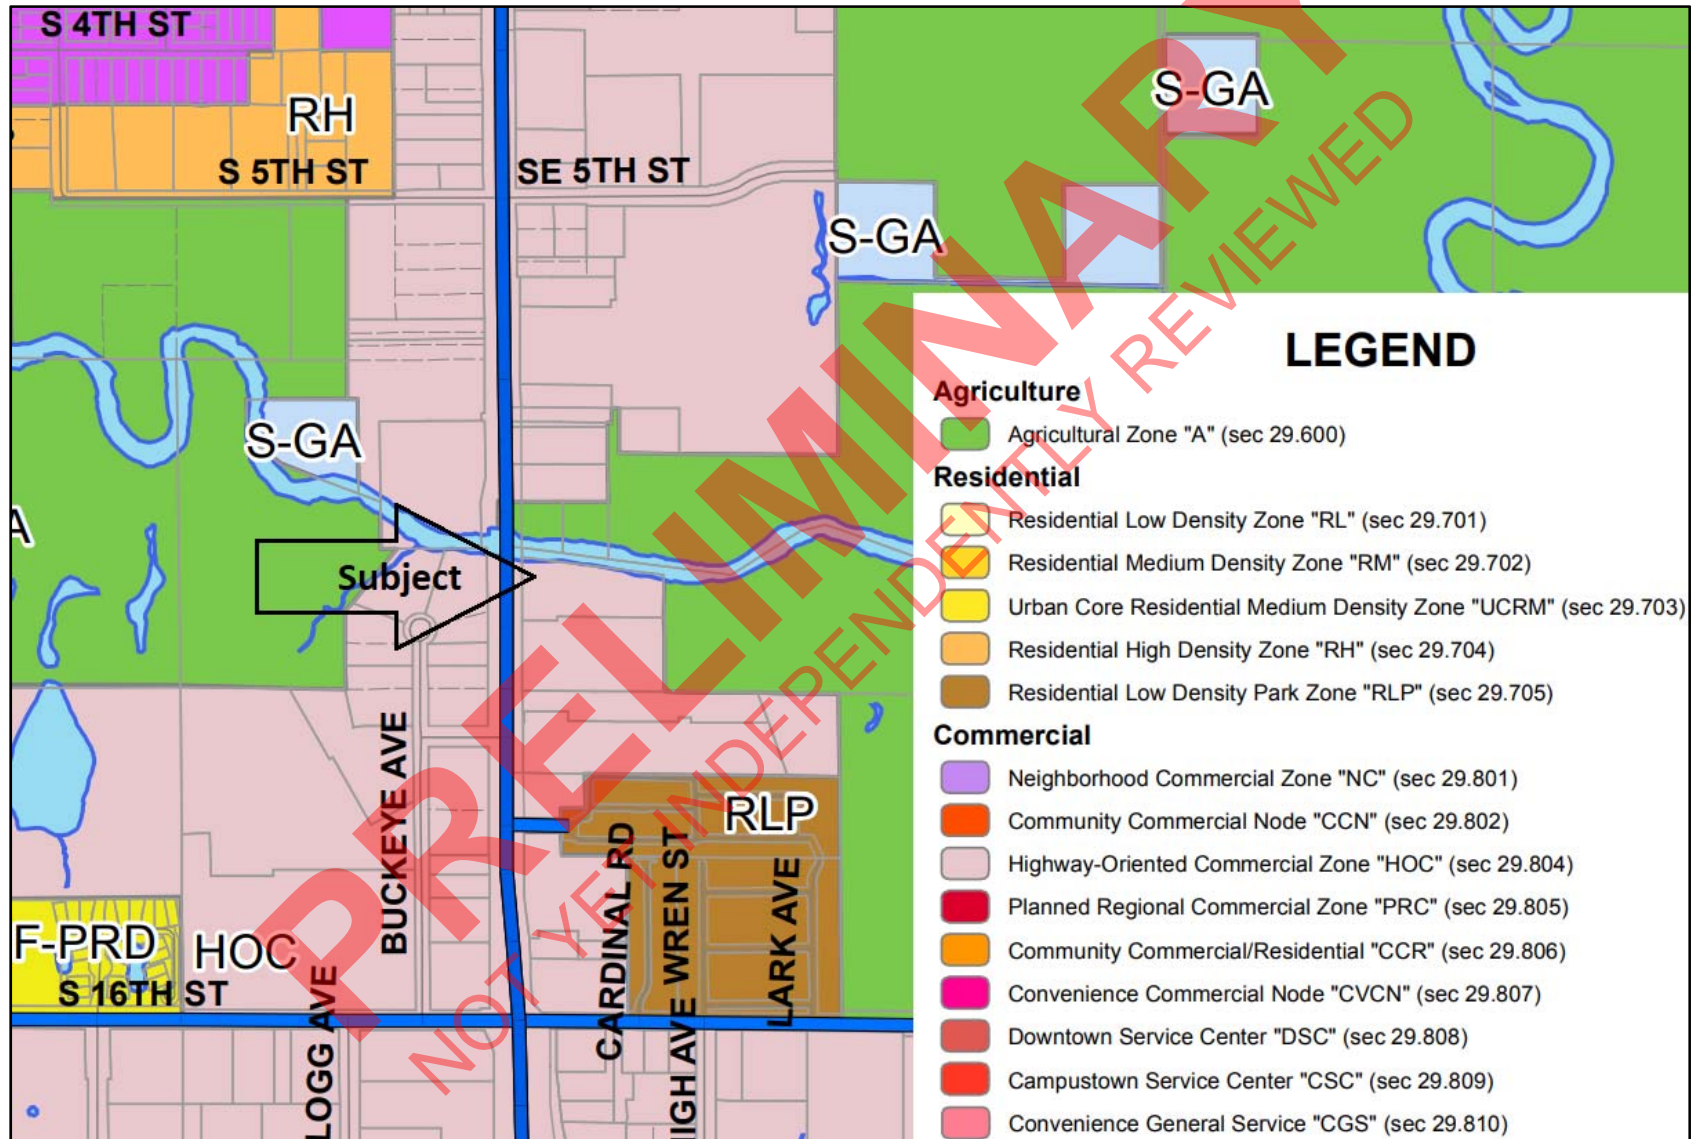 S 4TH ST
RH
S 5TH ST
SE 5TH ST
S-GA
S-GA
S-GA
A
Subject
BUCKEYE AVE
RLP
CARDINAL RD
WREN ST
LARK AVE
F-PRD
HOC
S 16TH ST
LOGG AVE
IGH AVE
LEGEND
Agriculture
Agricultural Zone "A" (sec 29.600)
Residential
Residential Low Density Zone "RL" (sec 29.701)
Residential Medium Density Zone "RM" (sec 29.702)
Urban Core Residential Medium Density Zone "UCRM" (sec 29.703)
Residential High Density Zone "RH" (sec 29.704)
Residential Low Density Park Zone "RLP" (sec 29.705)
Commercial
Neighborhood Commercial Zone "NC" (sec 29.801)
Community Commercial Node "CCN" (sec 29.802)
Highway-Oriented Commercial Zone "HOC" (sec 29.804)
Planned Regional Commercial Zone "PRC" (sec 29.805)
Community Commercial/Residential "CCR" (sec 29.806)
Convenience Commercial Node "CVCN" (sec 29.807)
Downtown Service Center "DSC" (sec 29.808)
Campustown Service Center "CSC" (sec 29.809)
Convenience General Service "CGS" (sec 29.810)
PRELIMINARY
NOT YET INDEPENDENTLY REVIEWED